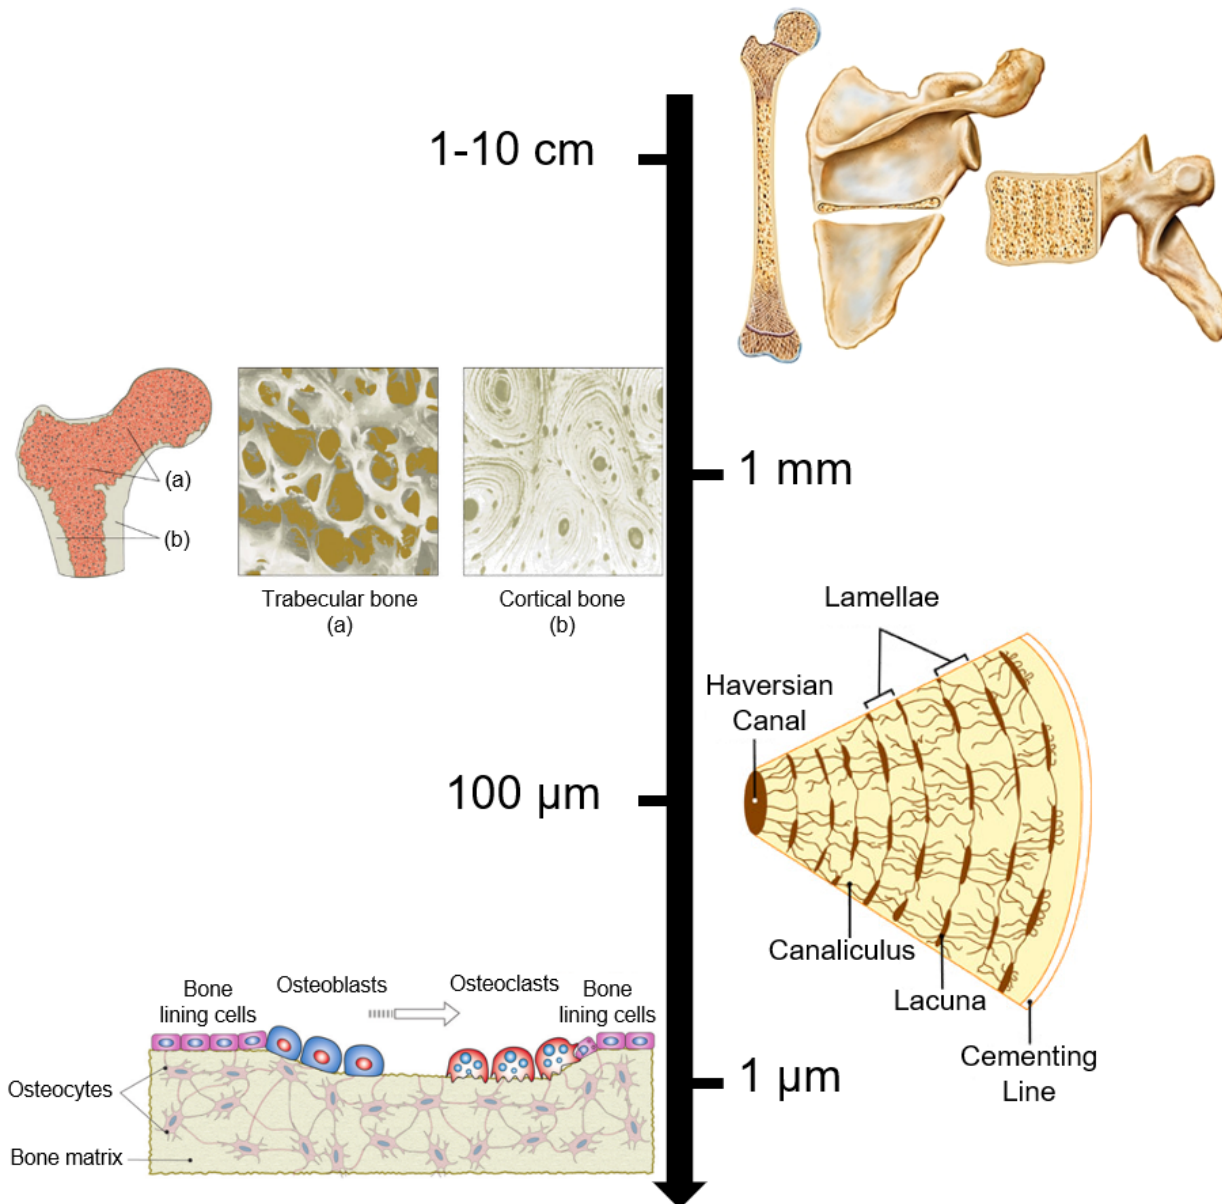 1-10 cm
(a)
(b)
Trabecular bone
(a)
Cortical bone
(b)
1 mm
Lamellae
Haversian
Canal
100 µm
Canaliculus
Lacuna
Cementing
Line
Bone
lining cells
Osteoblasts
Osteoclasts
Bone
lining cells
Osteocytes
Bone matrix
1 µm